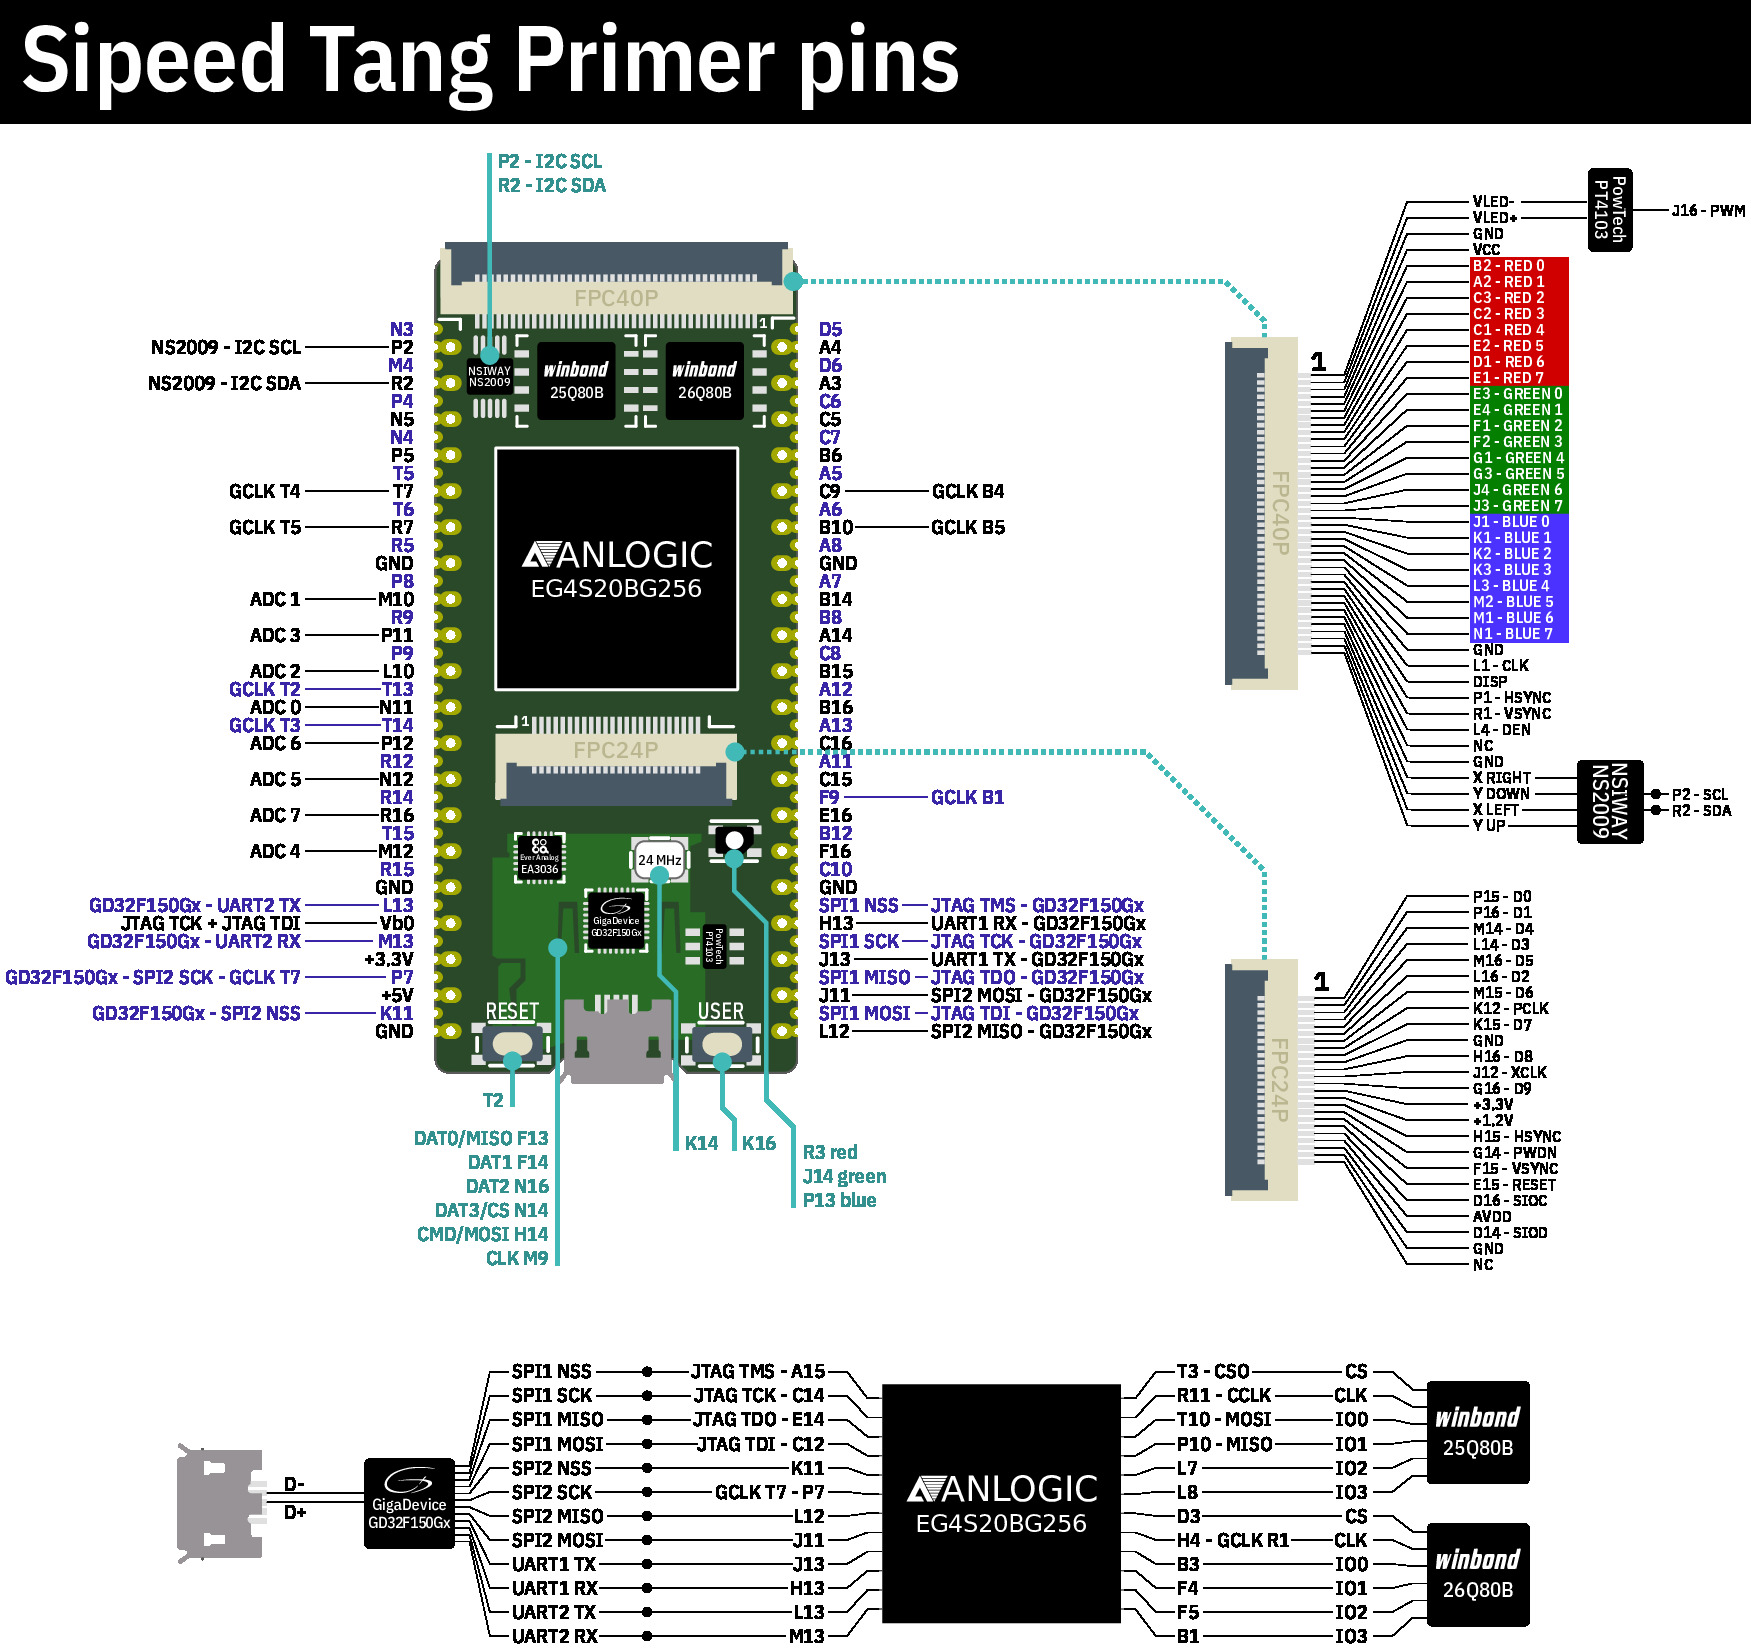 Sipeed Tang Primer pins
P2 - I2C SCL
R2 - I2C SDA
FPC40P
1
N3
NS2009 - I2C SCL P2
M4
NS2009 - I2C SDA R2
P4
N5
N4
P5
T5
GCLK T4 T7
T6
GCLK T5 R7
R5
GND
P8
ADC 1 M10
R9
ADC 3 P11
P9
ADC 2 L10
GCLK T2 T13
ADC 0 N11
GCLK T3 T14
ADC 6 P12
R12
ADC 5 N12
R14
ADC 7 R16
T15
ADC 4 M12
R15
GND
GD32F150Gx - UART2 TX L13
JTAG TCK + JTAG TDI Vb0
GD32F150Gx - UART2 RX M13
+3,3V
GD32F150Gx - SPI2 SCK - GCLK T7 P7
+5V
GD32F150Gx - SPI2 NSS K11
GND
NSIWAY
NS2009
winbond
25Q80B
winbond
26Q80B
ANLOGIC
EG4S20BG256
1
FPC24P
Ever Analog
EA3036
24 MHz
GigaDevice
GD32F150Gx
PowTech
PT4103
RESET
USER
D5
A4
D6
A3
C6
C5
C7
B6
A5
C9 GCLK B4
A6
B10 GCLK B5
A8
GND
A7
B14
B8
A14
C8
B15
A12
B16
A13
C16
A11
C15
F9 GCLK B1
E16
B12
F16
C10
GND
SPI1 NSS JTAG TMS - GD32F150Gx
H13 UART1 RX - GD32F150Gx
SPI1 SCK JTAG TCK - GD32F150Gx
J13 UART1 TX - GD32F150Gx
SPI1 MISO JTAG TDO - GD32F150Gx
J11 SPI2 MOSI - GD32F150Gx
SPI1 MOSI JTAG TDI - GD32F150Gx
L12 SPI2 MISO - GD32F150Gx
T2
DAT0/MISO F13
DAT1 F14
DAT2 N16
DAT3/CS N14
CMD/MOSI H14
CLK M9
K14
K16
R3 red
J14 green
P13 blue
1
FPC40P
VLED-
VLED+
GND
VCC
B2 - RED 0
A2 - RED 1
C3 - RED 2
C2 - RED 3
C1 - RED 4
E2 - RED 5
D1 - RED 6
E1 - RED 7
E3 - GREEN 0
E4 - GREEN 1
F1 - GREEN 2
F2 - GREEN 3
G1 - GREEN 4
G3 - GREEN 5
J4 - GREEN 6
J3 - GREEN 7
J1 - BLUE 0
K1 - BLUE 1
K2 - BLUE 2
K3 - BLUE 3
L3 - BLUE 4
M2 - BLUE 5
M1 - BLUE 6
N1 - BLUE 7
GND
L1 - CLK
DISP
P1 - HSYNC
R1 - VSYNC
L4 - DEN
NC
GND
X RIGHT
Y DOWN
X LEFT
Y UP
PowTech
PT4103
J16 - PWM
NSIWAY
NS2009
P2 - SCL
R2 - SDA
1
FPC24P
P15 - D0
P16 - D1
M14 - D4
L14 - D3
M16 - D5
L16 - D2
M15 - D6
K12 - PCLK
K15 - D7
GND
H16 - D8
J12 - XCLK
G16 - D9
+3,3V
+1,2V
H15 - HSYNC
G14 - PWDN
F15 - VSYNC
E15 - RESET
D16 - SIOC
AVDD
D14 - SIOD
GND
NC
D-
D+
GigaDevice
GD32F150Gx
SPI1 NSS JTAG TMS - A15
SPI1 SCK JTAG TCK - C14
SPI1 MISO JTAG TDO - E14
SPI1 MOSI JTAG TDI - C12
SPI2 NSS K11
SPI2 SCK GCLK T7 - P7
SPI2 MISO L12
SPI2 MOSI J11
UART1 TX J13
UART1 RX H13
UART2 TX L13
UART2 RX M13
ANLOGIC
EG4S20BG256
T3 - CSO CS
R11 - CCLK CLK
T10 - MOSI IO0
P10 - MISO IO1
L7 IO2
L8 IO3
D3 CS
H4 - GCLK R1 CLK
B3 IO0
F4 IO1
F5 IO2
B1 IO3
winbond
25Q80B
winbond
26Q80B